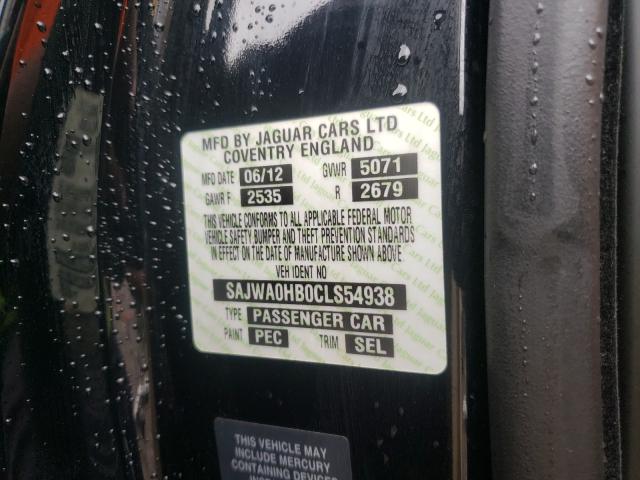 MFD BY JAGUAR CARS LTD
COVENTRY ENGLAND
MFD DATE 06/12 GVWR 5071
GAWR F 2535 R 2679
THIS VEHICLE CONFORMS TO ALL APPLICABLE FEDERAL MOTOR
VEHICLE SAFETY BUMPER AND THEFT PREVENTION STANDARDS
IN EFFECT ON THE DATE OF MANUFACTURE SHOWN ABOVE.
VEH IDENT NO
SAJWA0HB0CLS54938
TYPE PASSENGER CAR
PAINT PEC TRIM SEL
THIS VEHICLE MAY
INCLUDE MERCURY
CONTAINING DEVICES